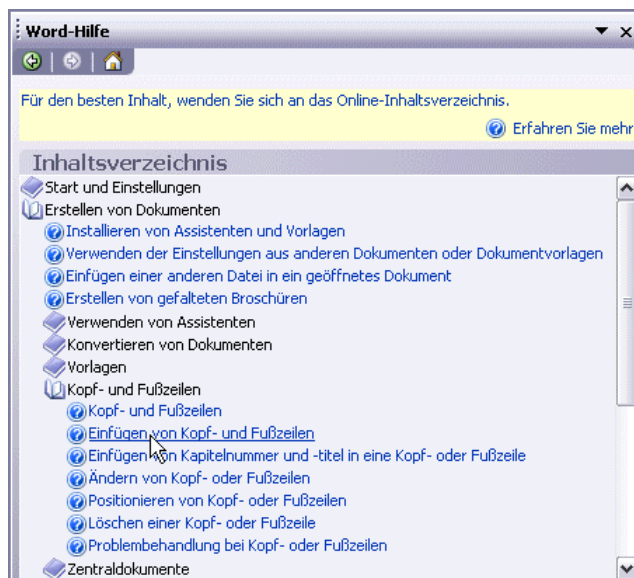 Word-Hilfe
Für den besten Inhalt, wenden Sie sich an das Online-Inhaltsverzeichnis.
Erfahren Sie mehr
Inhaltsverzeichnis
Start und Einstellungen
Erstellen von Dokumenten
Installieren von Assistenten und Vorlagen
Verwenden der Einstellungen aus anderen Dokumenten oder Dokumentvorlagen
Einfügen einer anderen Datei in ein geöffnetes Dokument
Erstellen von gefalteten Broschüren
Verwenden von Assistenten
Konvertieren von Dokumenten
Vorlagen
Kopf- und Fußzeilen
Kopf- und Fußzeilen
Einfügen von Kopf- und Fußzeilen
Einfügen von Kapitelnummer und -titel in eine Kopf- oder Fußzeile
Ändern von Kopf- oder Fußzeilen
Positionieren von Kopf- oder Fußzeilen
Löschen einer Kopf- oder Fußzeile
Problembehandlung bei Kopf- oder Fußzeilen
Zentraldokumente